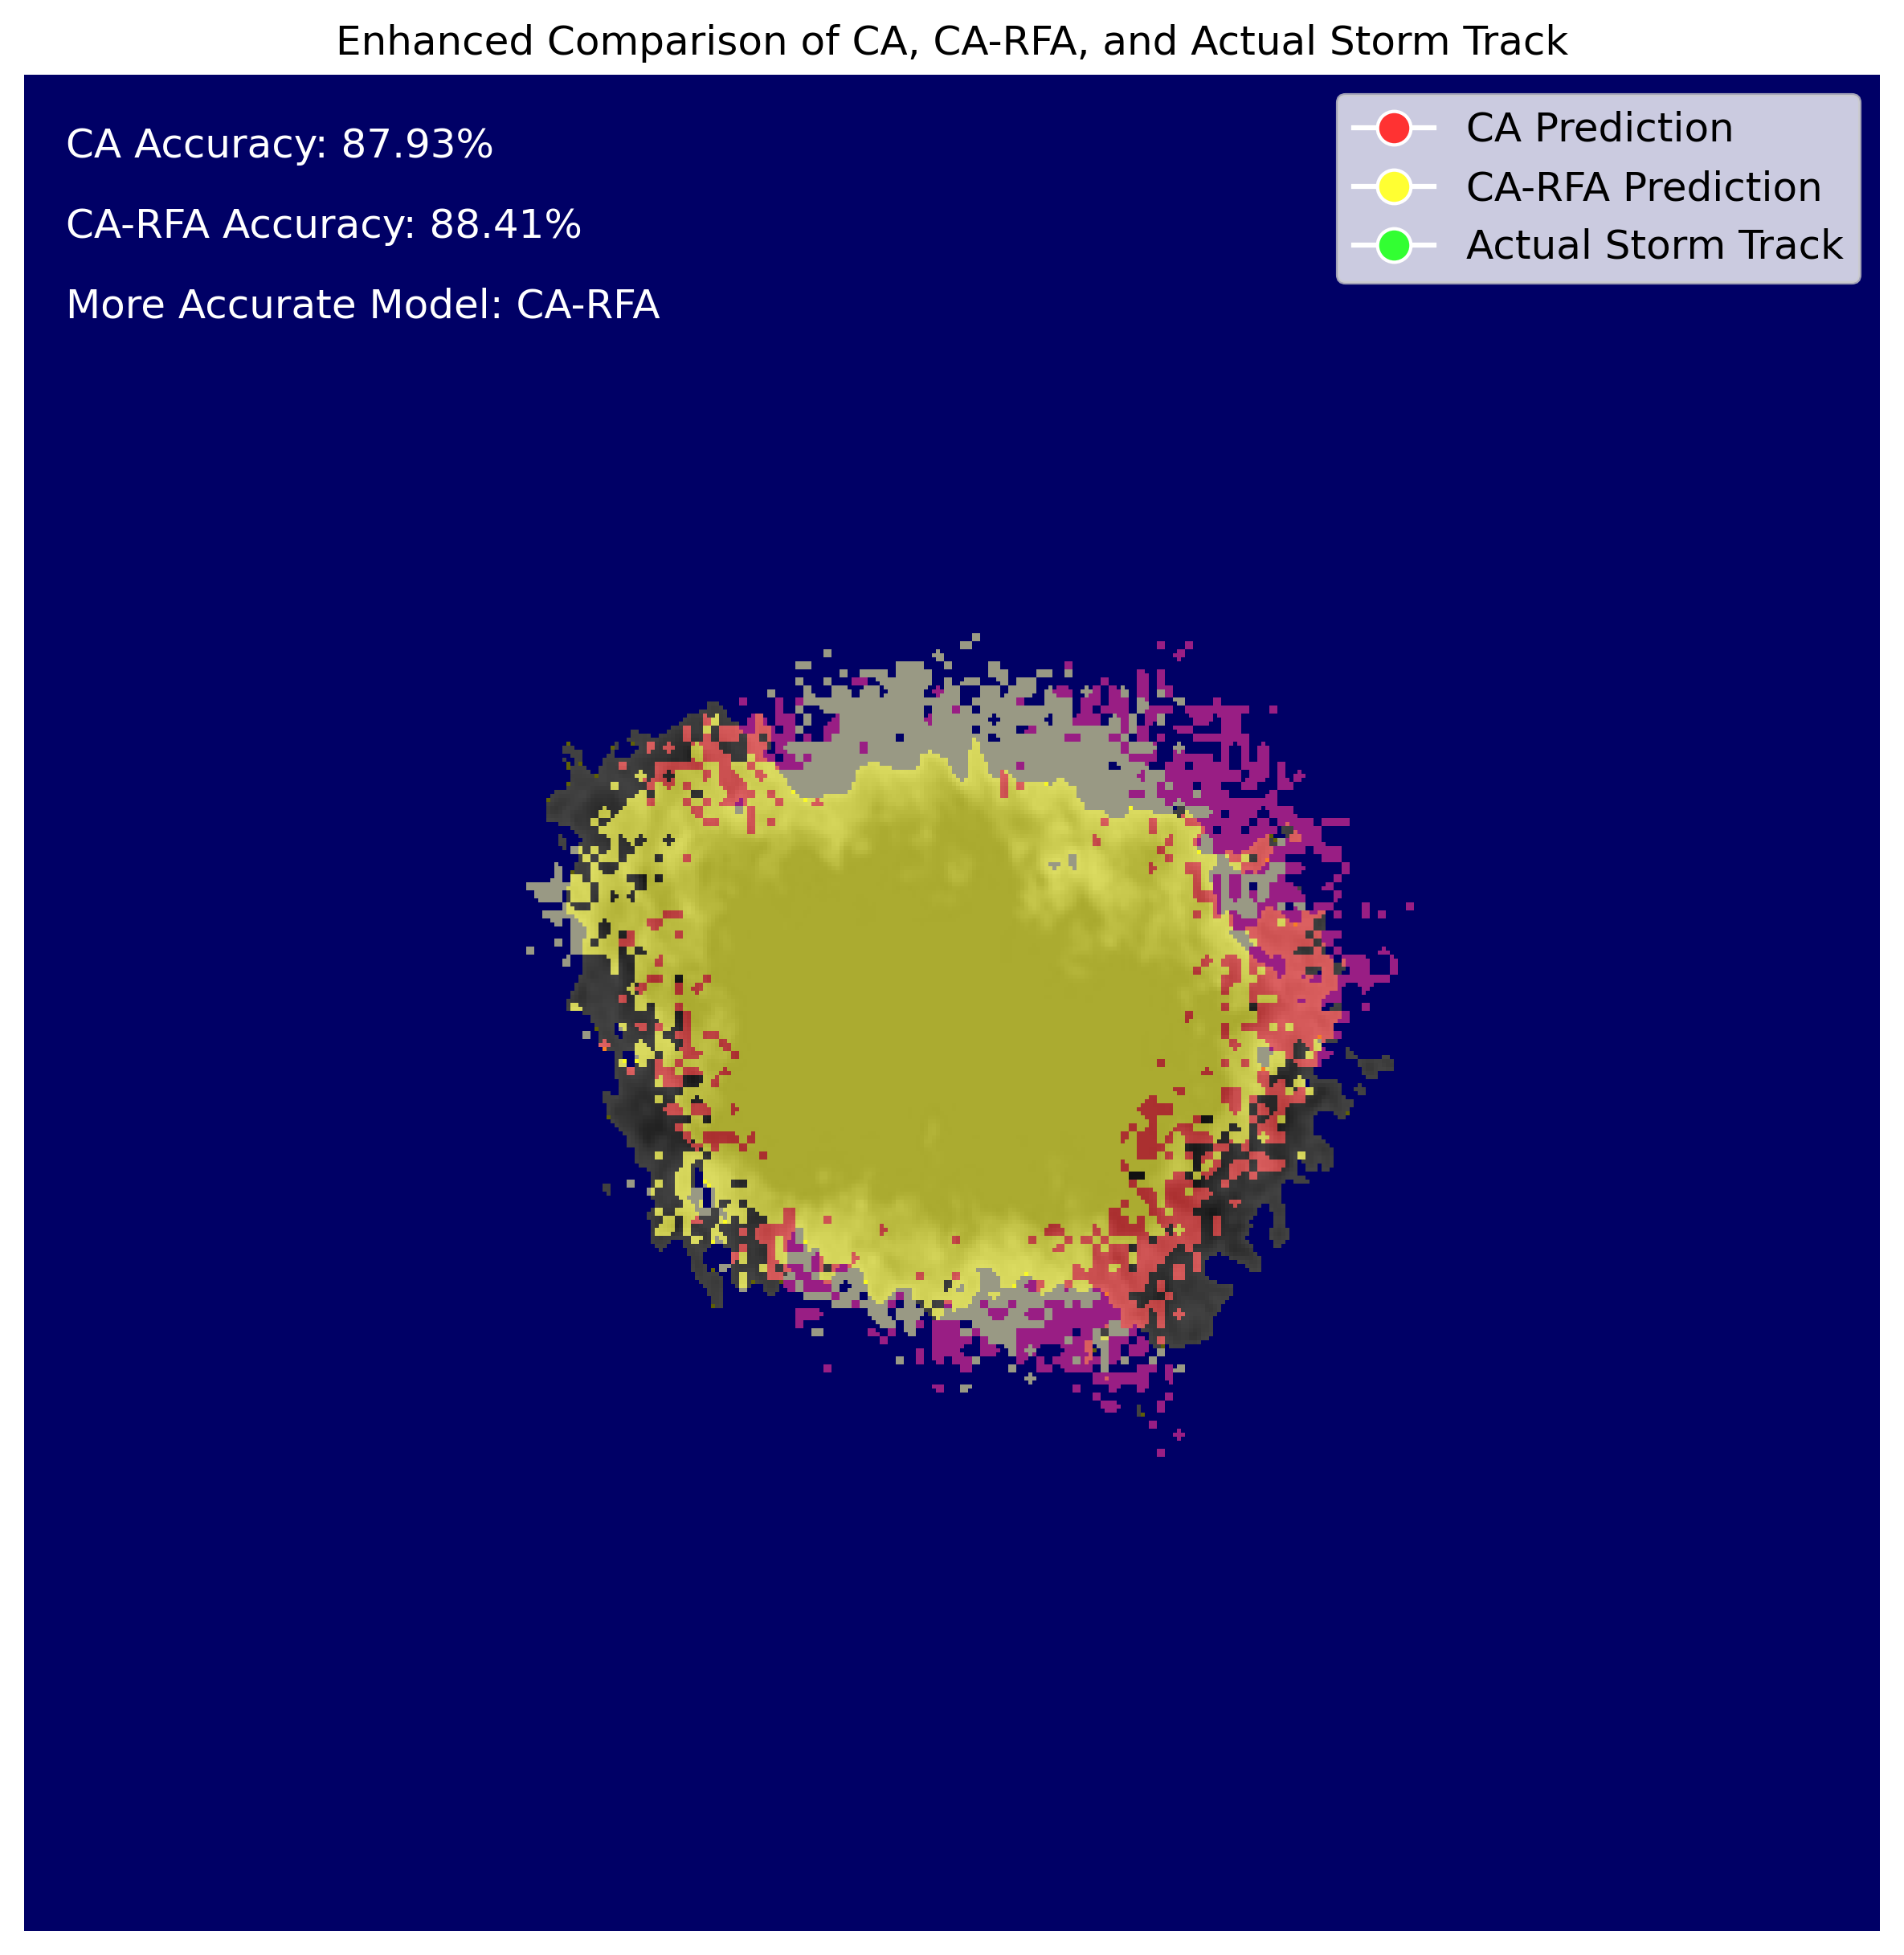 Enhanced Comparison of CA, CA-RFA, and Actual Storm Track
CA Accuracy: 87.93%
CA-RFA Accuracy: 88.41%
More Accurate Model: CA-RFA
CA Prediction
CA-RFA Prediction
Actual Storm Track